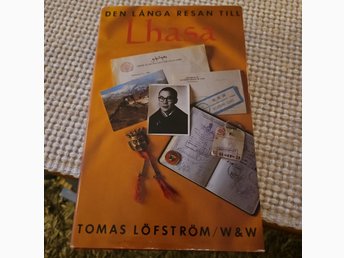 DEN LÅNGA RESAN TILL
Lhasa
TOMAS LÖFSTRÖM/W&W